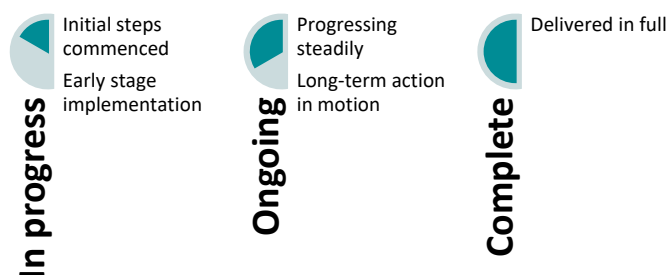 In progress
Initial steps
commenced
Early stage
implementation
Ongoing
Progressing
steadily
Long-term action
in motion
Complete
Delivered in full